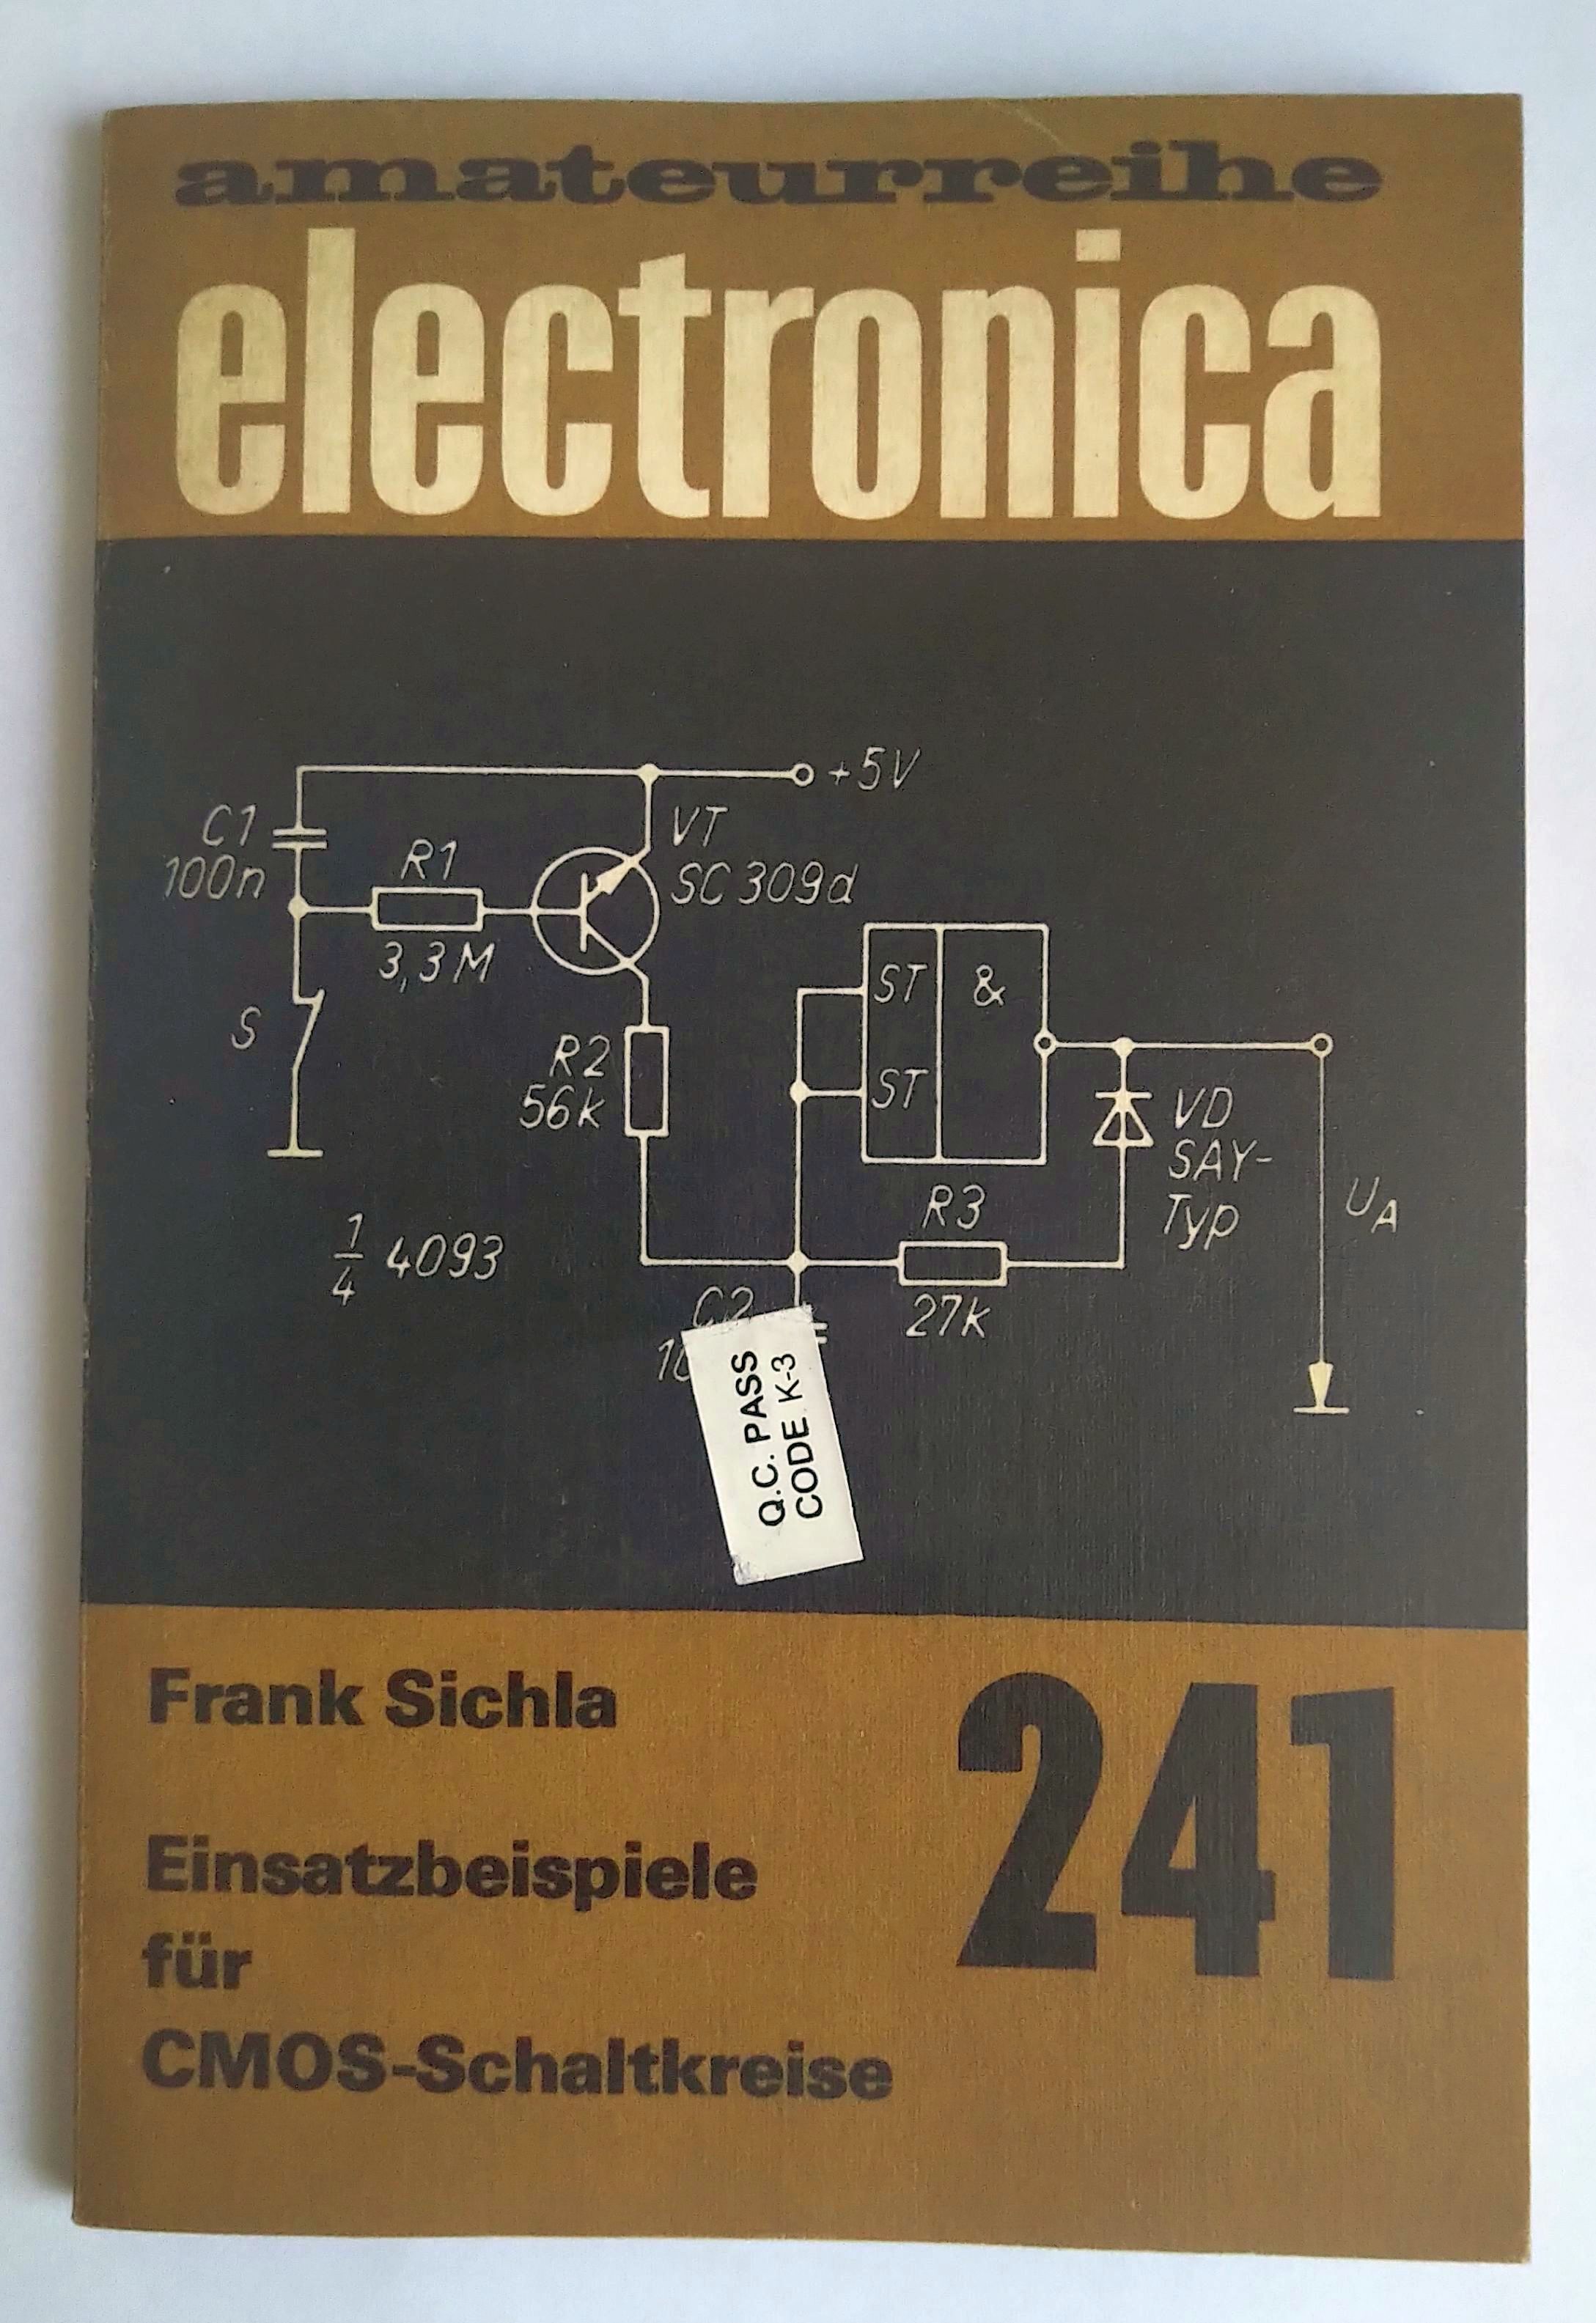 amateurreihe
electronica
+5V
C1
100n
R1
3,3M
VT
SC 309d
S
R2
56k
ST
&
ST
VD
SAY-
Typ
UA
R3
27k
1/4 4093
C2
Q.C. PASS
CODE K-3
Frank Sichla
241
Einsatzbeispiele
für
CMOS-Schaltkreise